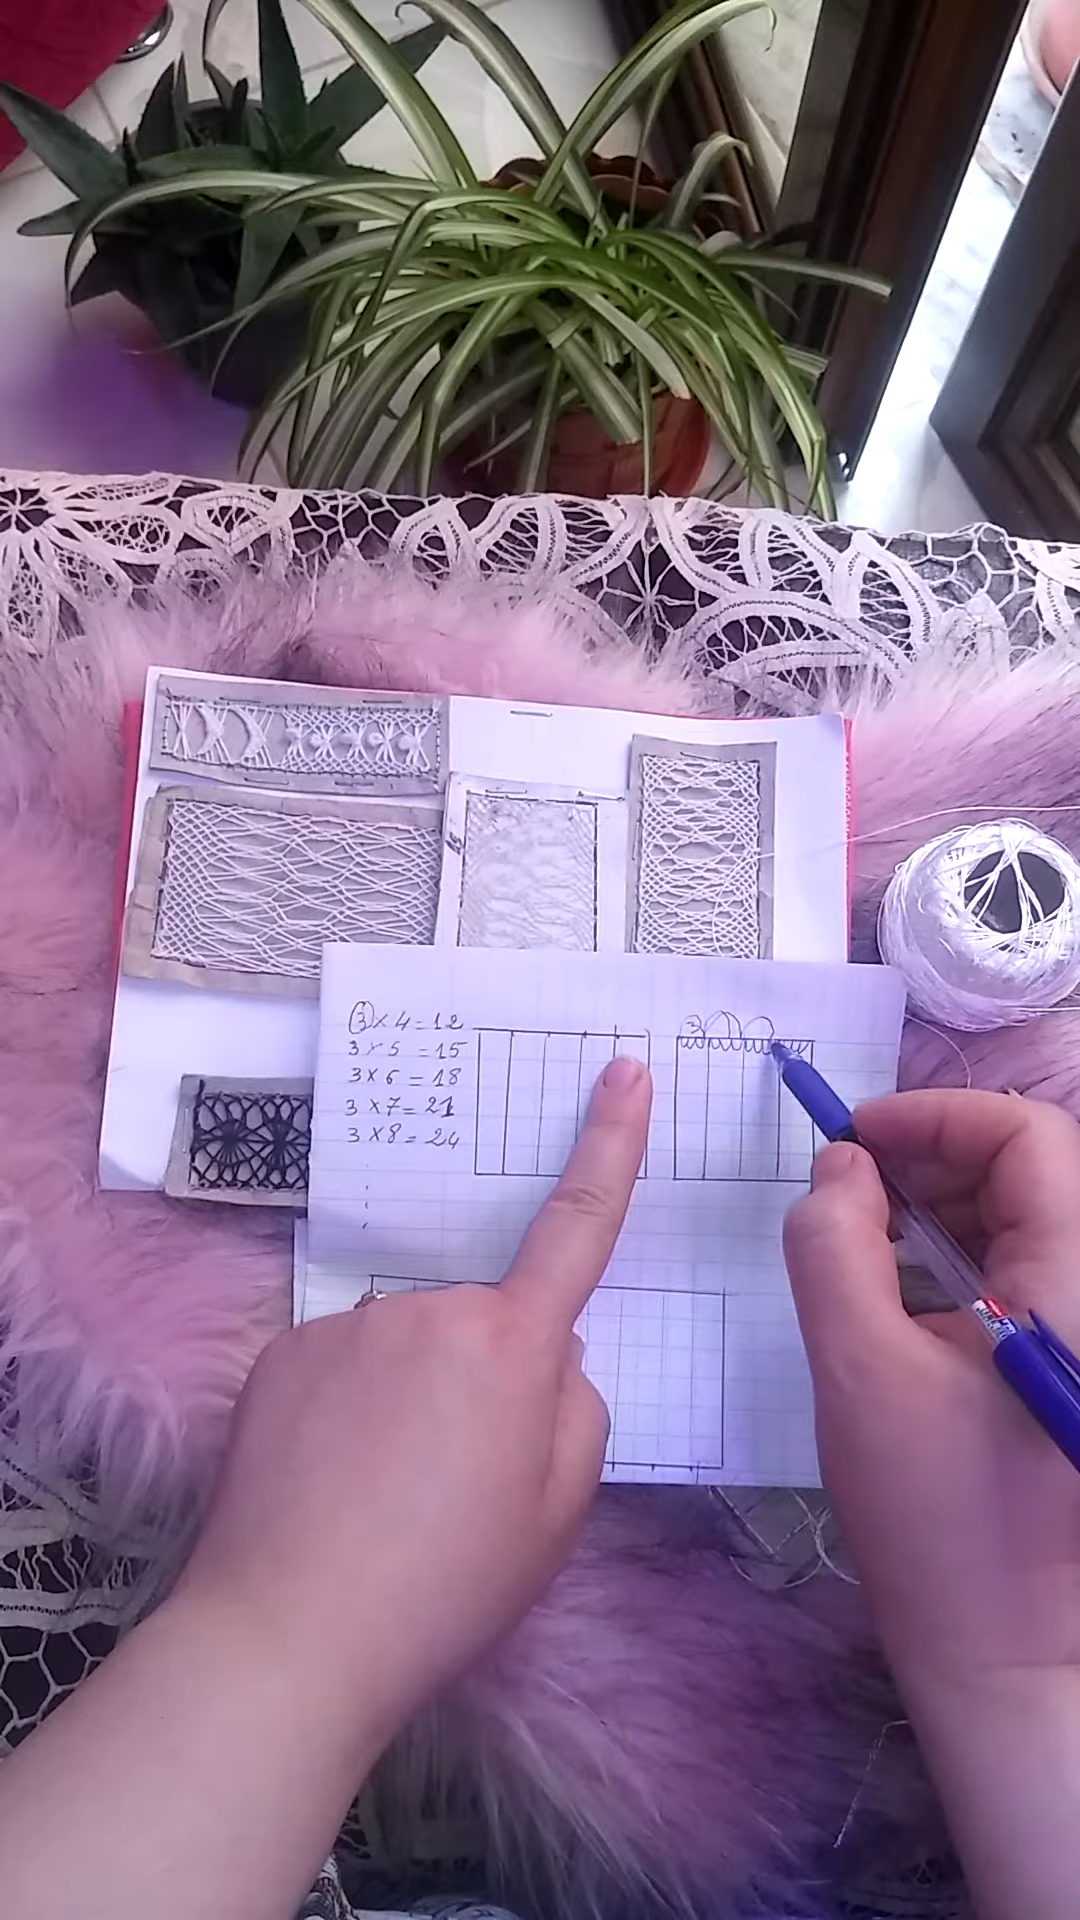 3 × 4 = 12
3 × 5 = 15
3 × 6 = 18
3 × 7 = 21
3 × 8 = 24
3